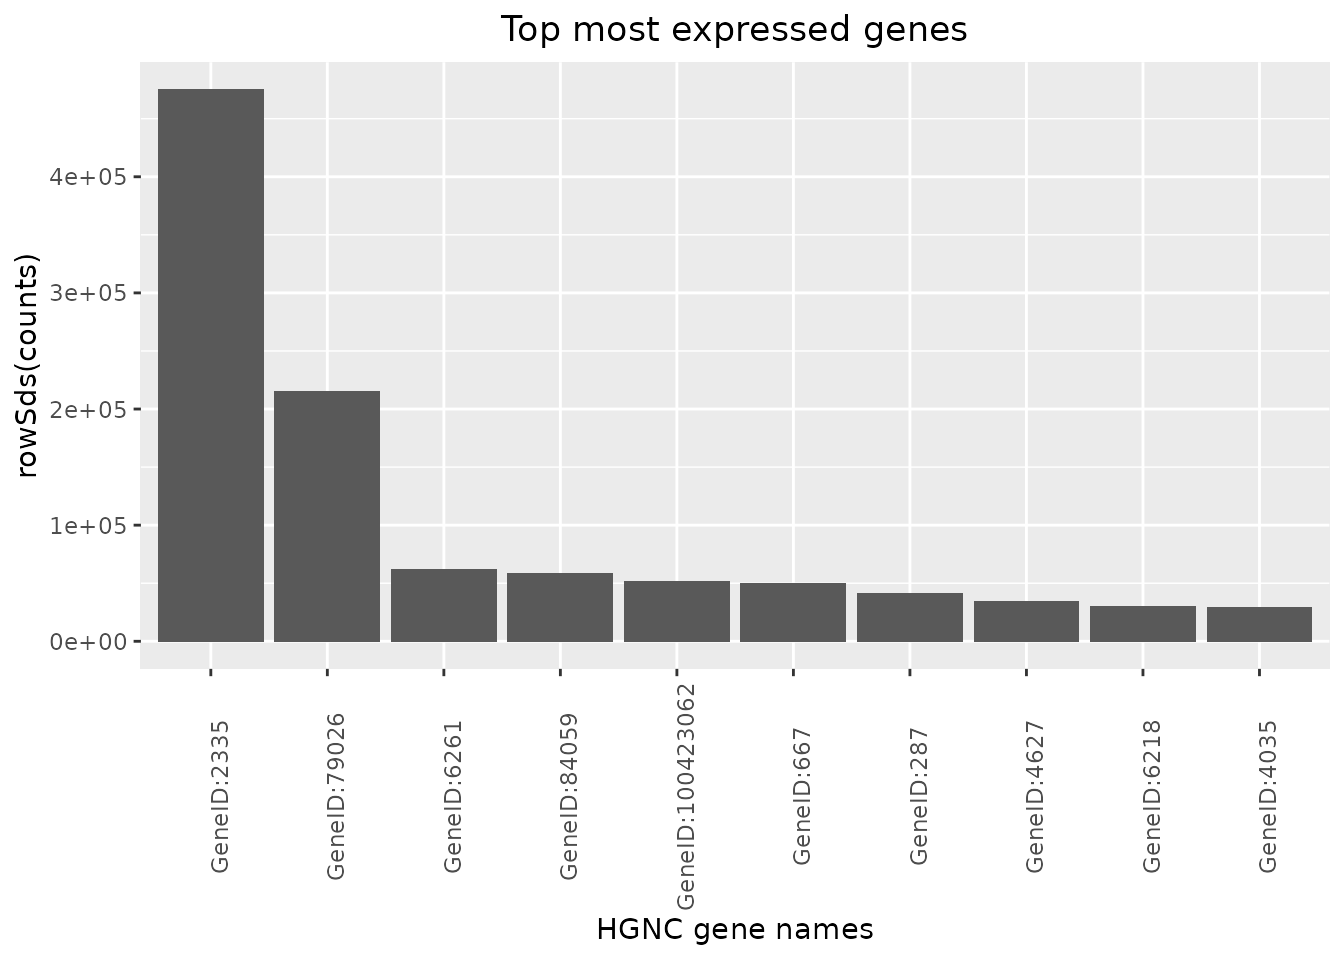 Top most expressed genes
rowSds(counts)
4e+05
3e+05
2e+05
1e+05
0e+00
GeneID:2335
GeneID:79026
GeneID:6261
GeneID:84059
GeneID:100423062
GeneID:667
GeneID:287
GeneID:4627
GeneID:6218
GeneID:4035
HGNC gene names